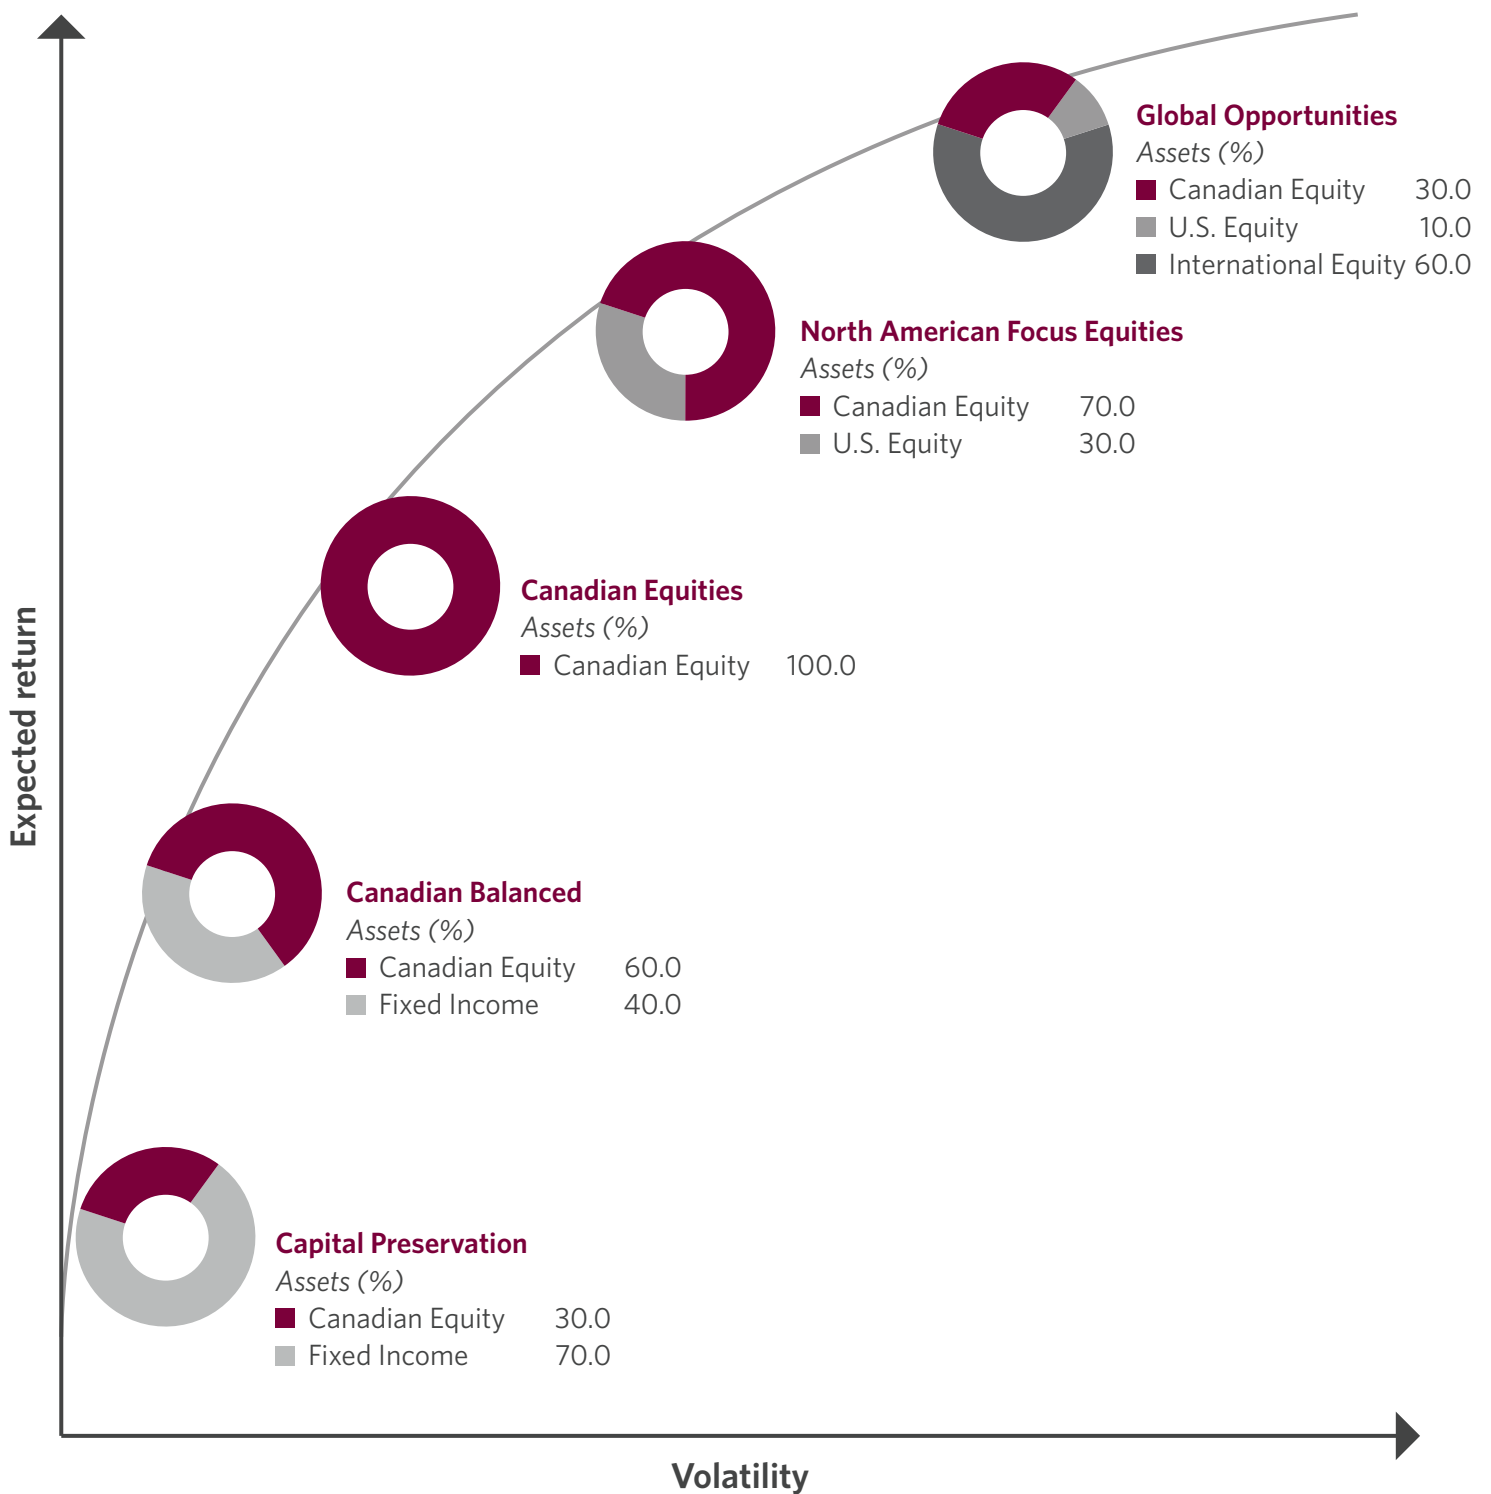 Global Opportunities
Assets (%)
Canadian Equity 30.0
U.S. Equity 10.0
International Equity 60.0
North American Focus Equities
Assets (%)
Canadian Equity 70.0
U.S. Equity 30.0
Canadian Equities
Assets (%)
Canadian Equity 100.0
Expected return
Canadian Balanced
Assets (%)
Canadian Equity 60.0
Fixed Income 40.0
Capital Preservation
Assets (%)
Canadian Equity 30.0
Fixed Income 70.0
Volatility